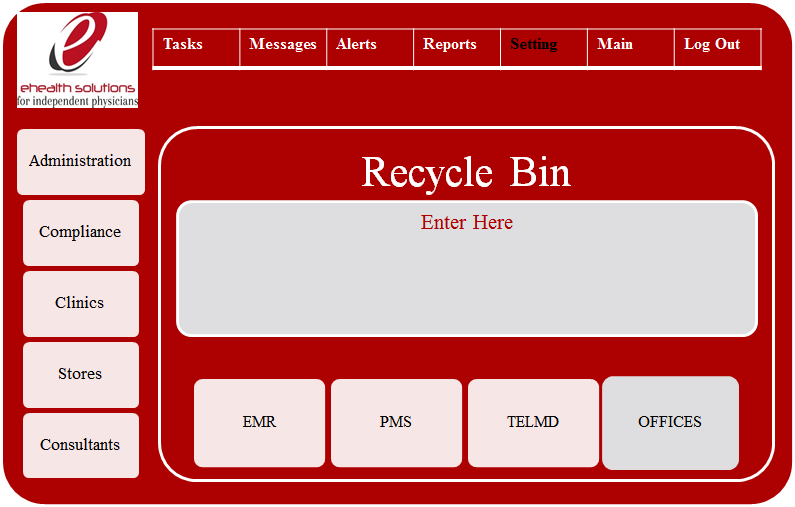 e
ehealth solutions
for independent physicians
Tasks Messages Alerts Reports Setting Main Log Out
Administration
Compliance
Clinics
Stores
Consultants
Recycle Bin
Enter Here
EMR PMS TELMD OFFICES